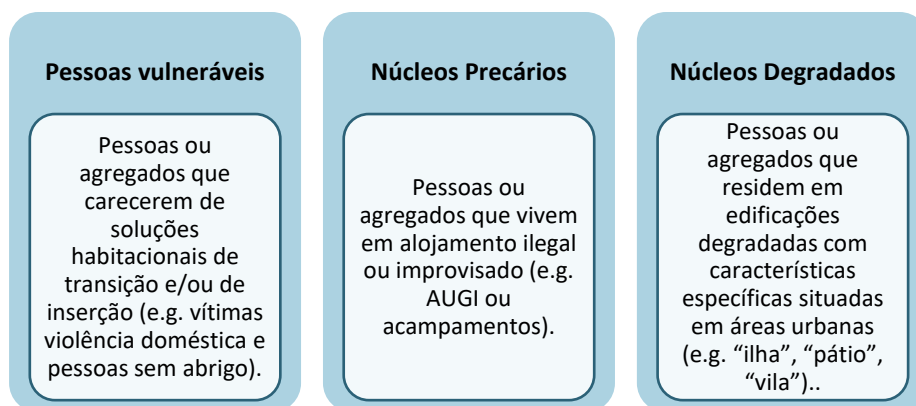 Pessoas vulneráveis
Pessoas ou
agregados que
carecerem de
soluções
habitacionais de
transição e/ou de
inserção (e.g. vítimas
violência doméstica e
pessoas sem abrigo).
Núcleos Precários
Pessoas ou
agregados que vivem
em alojamento ilegal
ou improvisado (e.g.
AUGI ou
acampamentos).
Núcleos Degradados
Pessoas ou
agregados que
residem em
edificações
degradadas com
características
específicas situadas
em áreas urbanas
(e.g. “ilha”, “pátio”,
“vila”)..